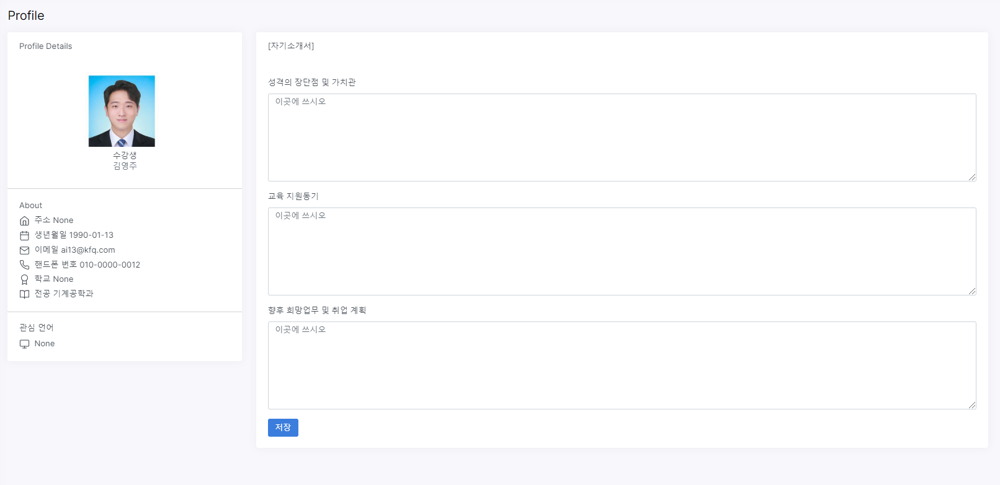 Profile
Profile Details
수강생
김영주
About
주소 None
생년월일 1990-01-13
이메일 ai13@kfq.com
핸드폰 번호 010-0000-0012
학교 None
전공 기계공학과
관심 언어
None
[자기소개서]
성격의 장단점 및 가치관
이곳에 쓰시오
교육 지원동기
이곳에 쓰시오
향후 희망업무 및 취업 계획
이곳에 쓰시오
저장